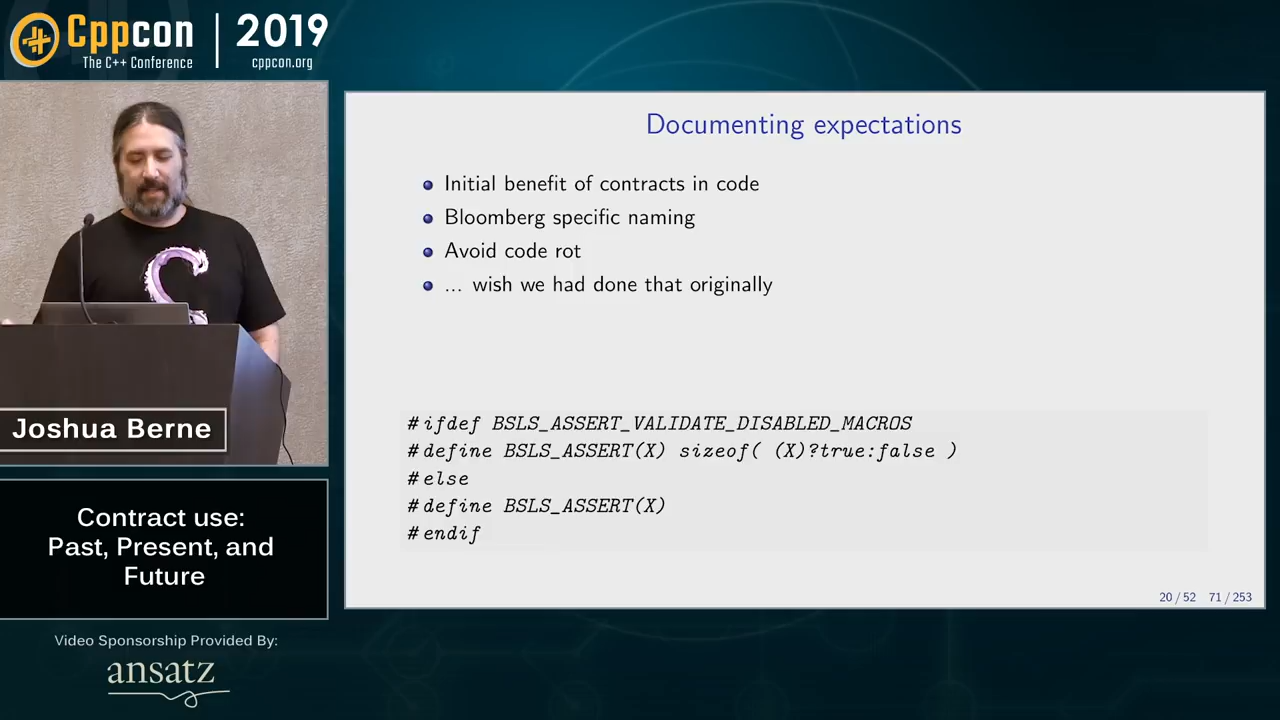 Cppcon
The C++ Conference
2019
cppcon.org
Joshua Berne
Contract use:
Past, Present, and
Future
Video Sponsorship Provided By:
ansatz
Documenting expectations
Initial benefit of contracts in code
Bloomberg specific naming
Avoid code rot
... wish we had done that originally
#ifdef BSLS_ASSERT_VALIDATE_DISABLED_MACROS
#define BSLS_ASSERT(X) sizeof( (X)?true:false )
#else
#define BSLS_ASSERT(X)
#endif
20 / 52 71 / 253